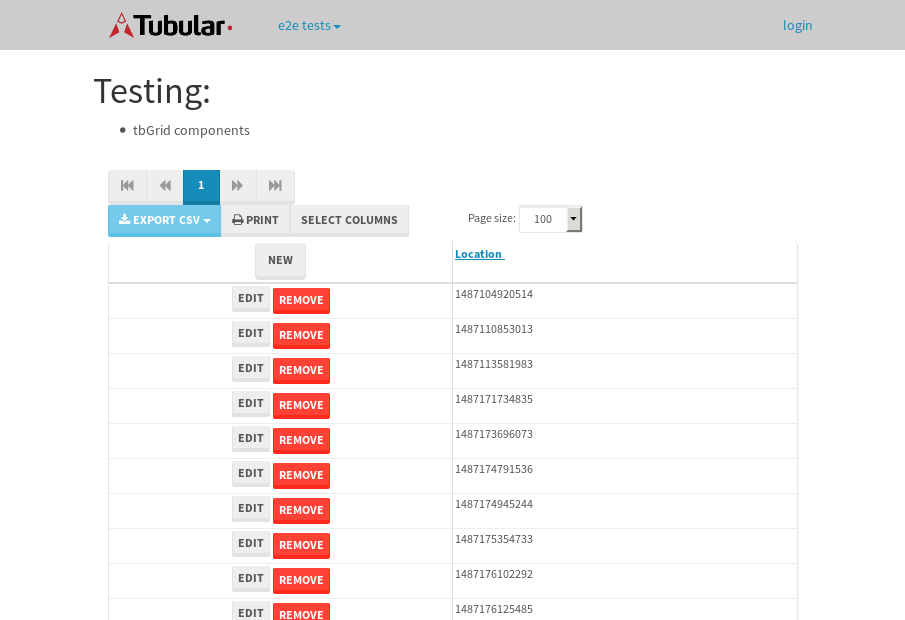 Tubular
e2e tests
login
Testing:
tbGrid components
1
EXPORT CSV PRINT SELECT COLUMNS Page size: 100
NEW Location
EDIT REMOVE 1487104920514
EDIT REMOVE 1487110853013
EDIT REMOVE 1487113581983
EDIT REMOVE 1487171734835
EDIT REMOVE 1487173696073
EDIT REMOVE 1487174791536
EDIT REMOVE 1487174945244
EDIT REMOVE 1487175354733
EDIT REMOVE 1487176102292
EDIT REMOVE 1487176125485